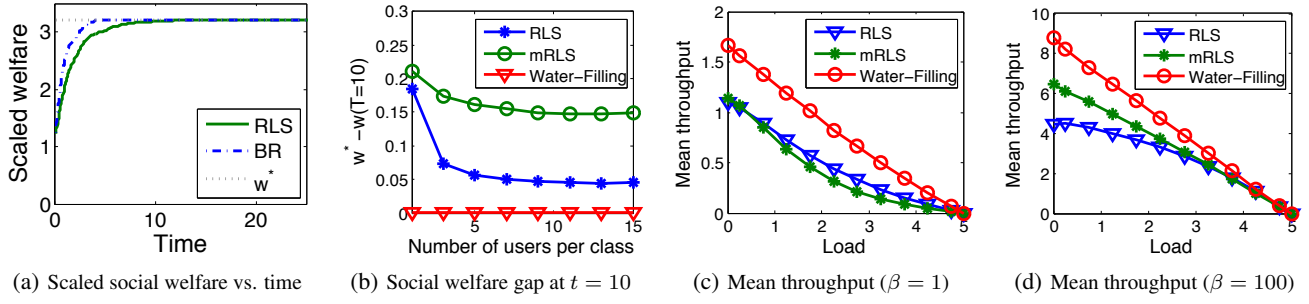 Scaled welfare
3
2
1
0
0
10
20
Time
RLS
BR
w*
(a) Scaled social welfare vs. time
w* −w(T=10)
0.3
0.25
0.2
0.15
0.1
0.05
0
5
10
15
Number of users per class
RLS
mRLS
Water−Filling
(b) Social welfare gap at t = 10
Mean throughput
2
1.5
1
0.5
0
0
1
2
3
4
5
Load
RLS
mRLS
Water−Filling
(c) Mean throughput (β = 1)
Mean throughput
10
8
6
4
2
0
0
1
2
3
4
5
Load
RLS
mRLS
Water−Filling
(d) Mean throughput (β = 100)